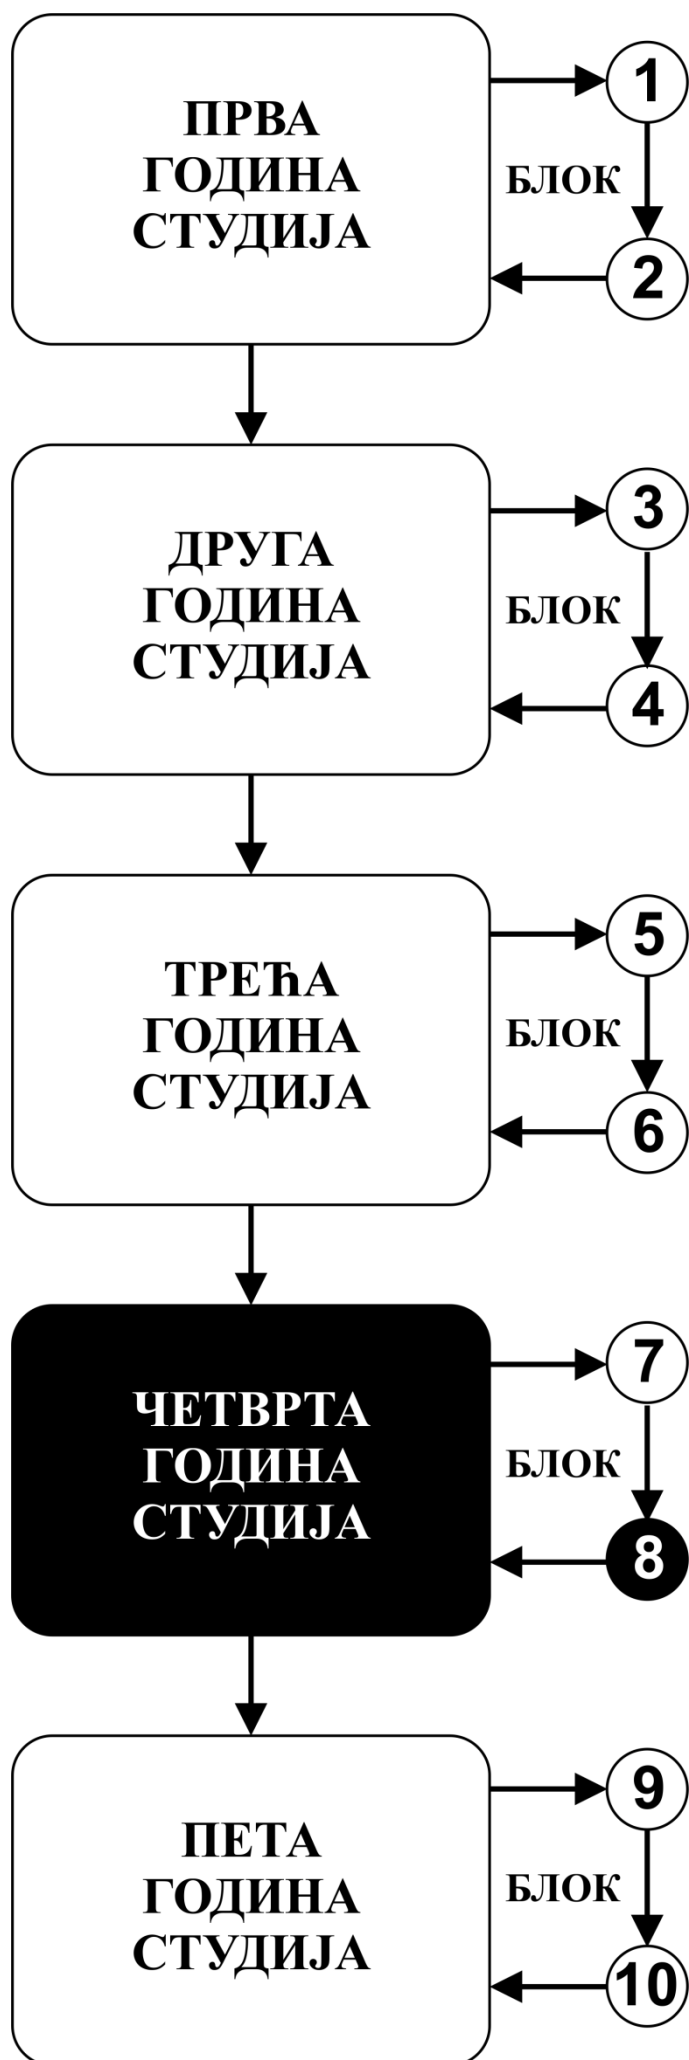 ПРВА
ГОДИНА
СТУДИЈА
1
БЛОК
2
ДРУГА
ГОДИНА
СТУДИЈА
3
БЛОК
4
ТРЕЋА
ГОДИНА
СТУДИЈА
5
БЛОК
6
ЧЕТВРТА
ГОДИНА
СТУДИЈА
7
БЛОК
8
ПЕТА
ГОДИНА
СТУДИЈА
9
БЛОК
10